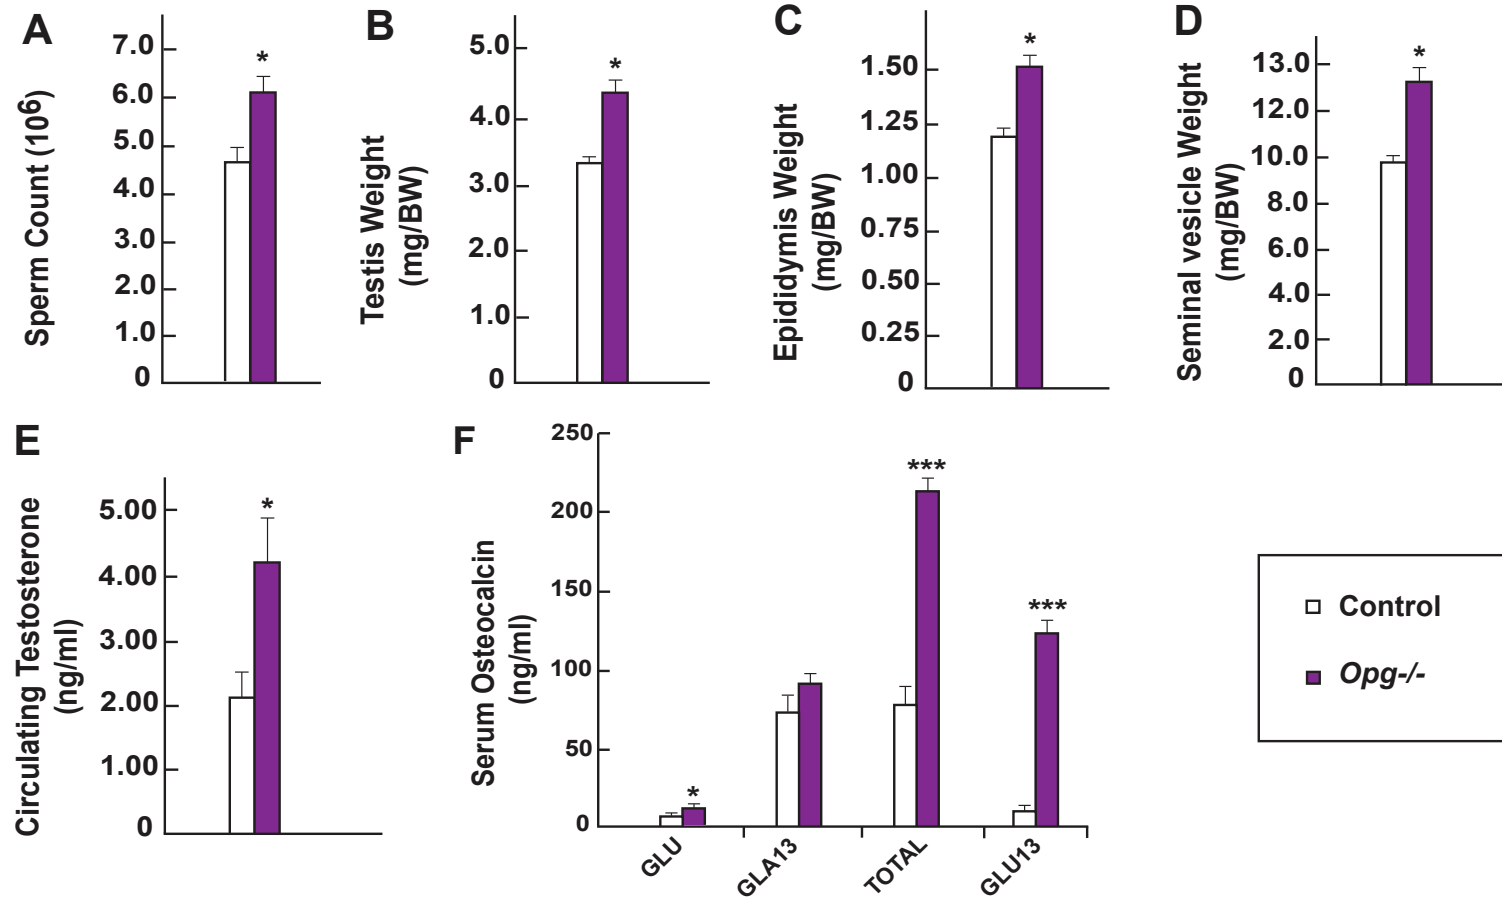 A
Sperm Count (10⁶)
7.0
6.0
5.0
4.0
3.0
2.0
1.0
0
*
B
Testis Weight
(mg/BW)
5.0
4.0
3.0
2.0
1.0
0
*
C
Epididymis Weight
(mg/BW)
1.50
1.25
1.00
0.75
0.50
0.25
0
*
D
Seminal vesicle Weight
(mg/BW)
13.0
12.0
10.0
8.0
6.0
4.0
2.0
0
*
E
Circulating Testosterone
(ng/ml)
5.00
4.00
3.00
2.00
1.00
0
*
F
Serum Osteocalcin
(ng/ml)
250
200
150
100
50
0
*
***
***
GLU
GLA13
TOTAL
GLU13
Control
Opg-/-